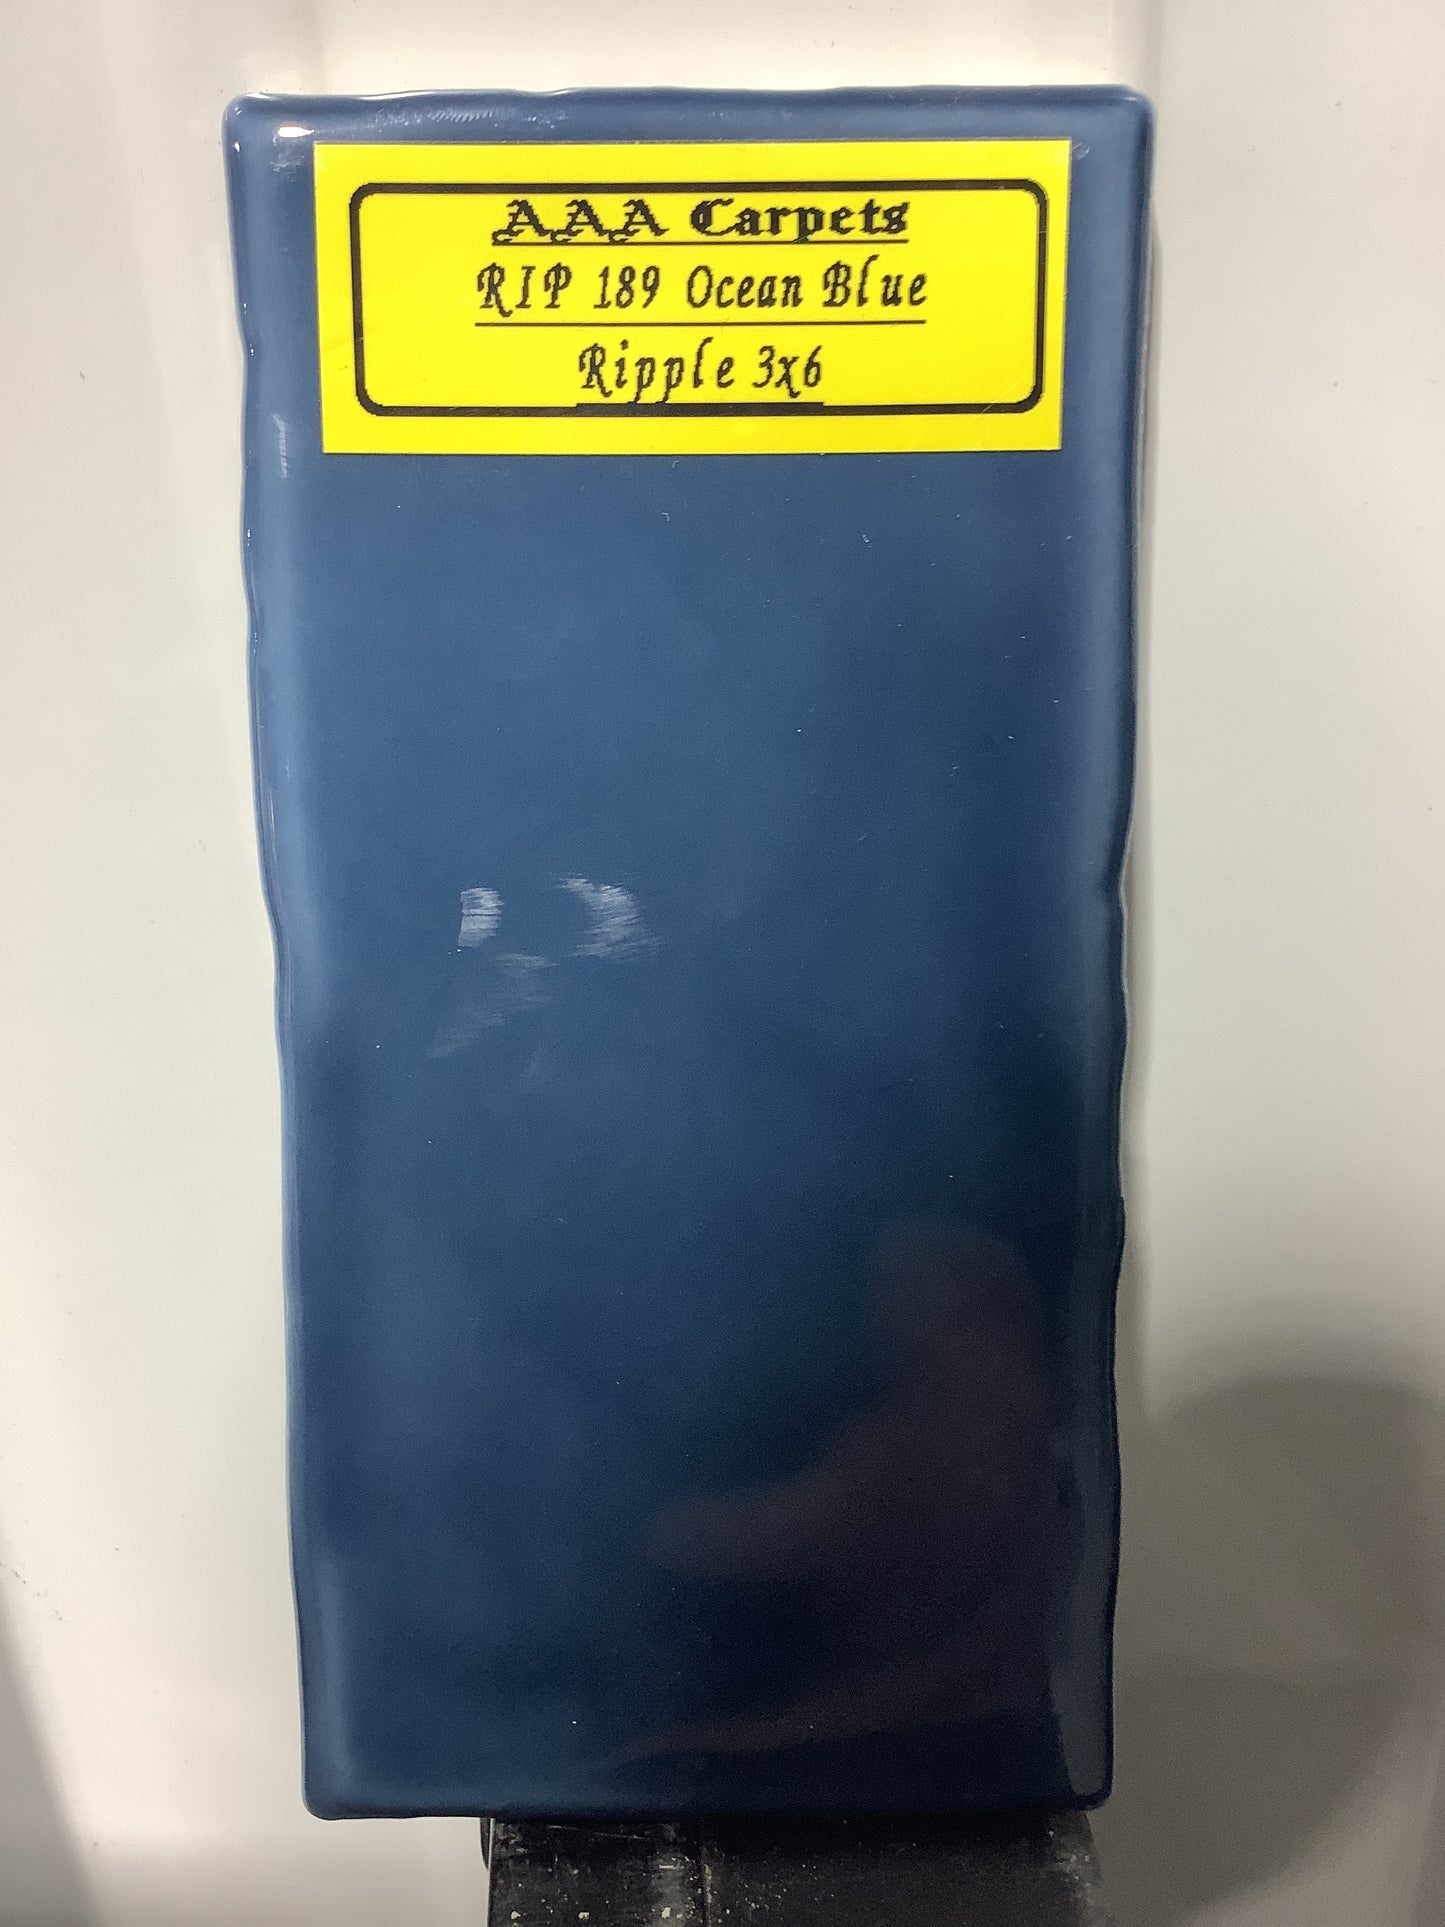 AAA Carpets
RIP 189 Ocean Blue
Ripple 3x6